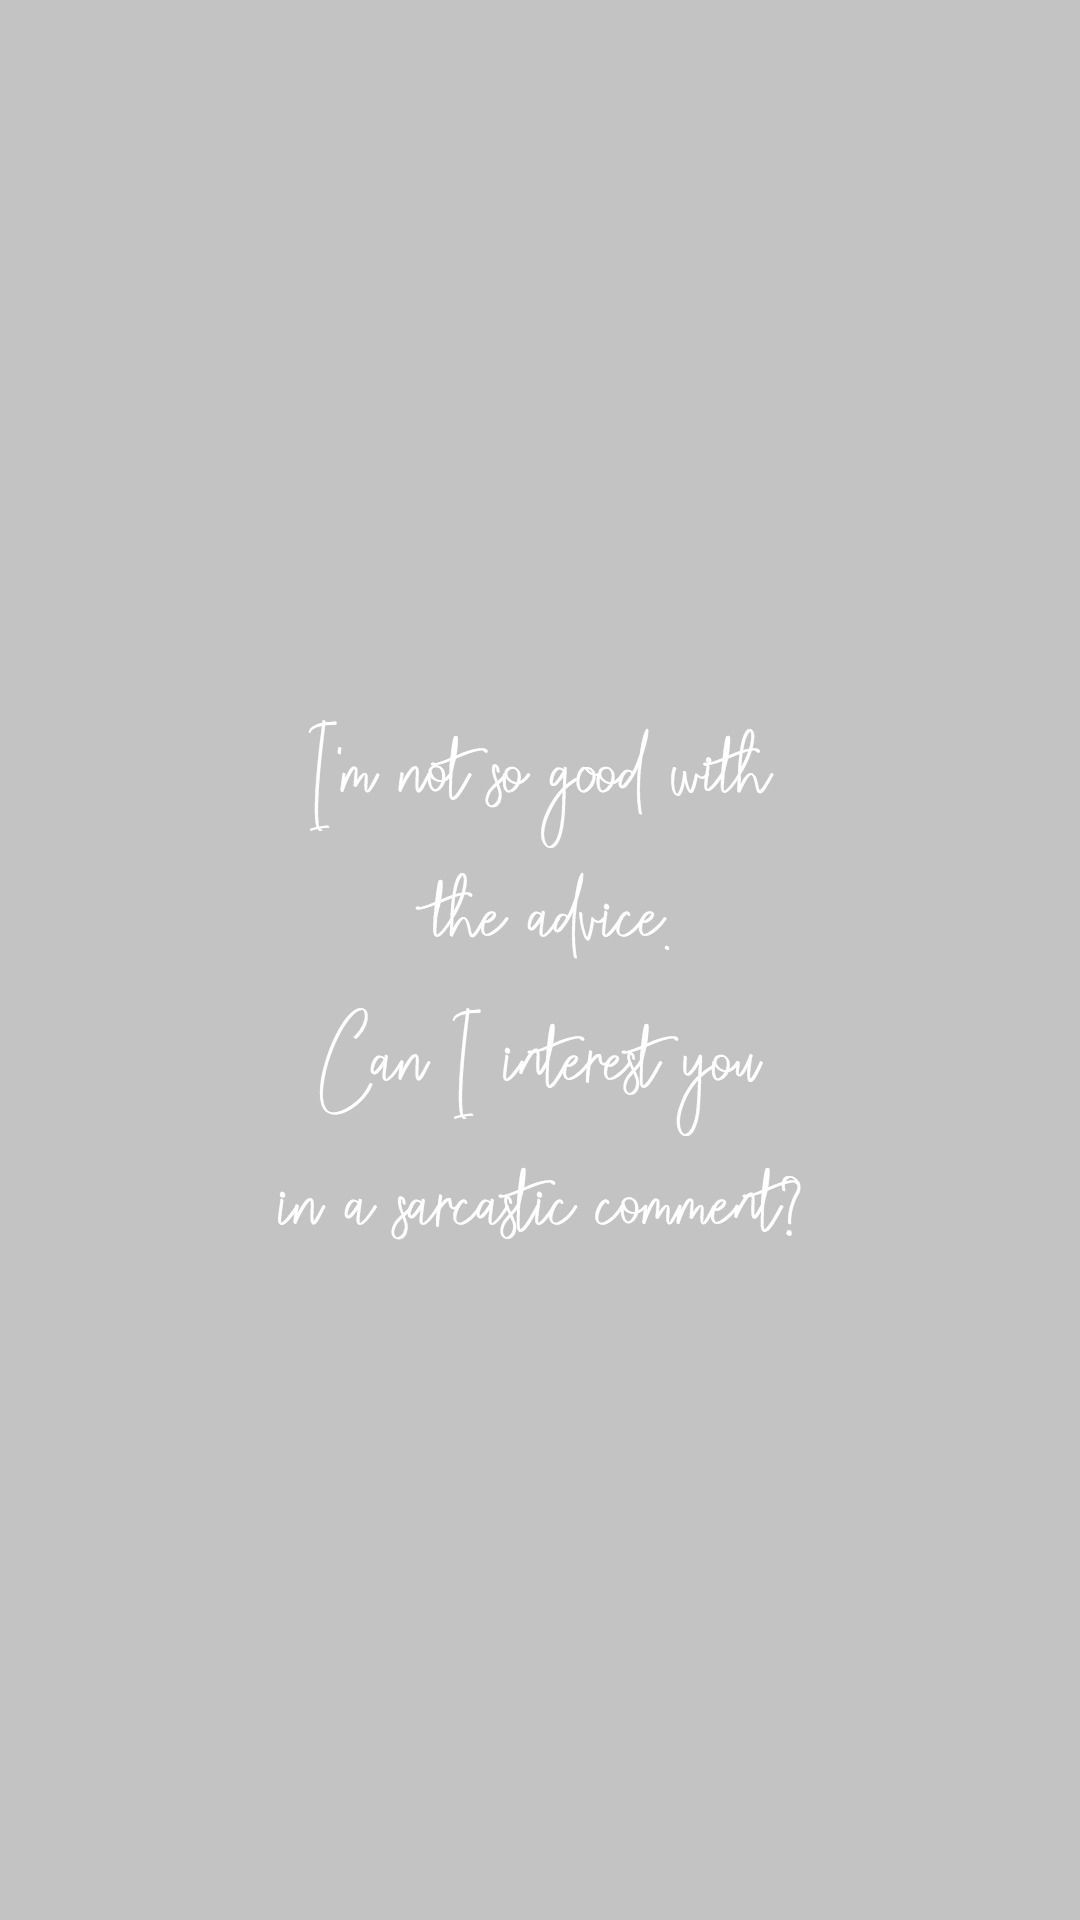 I'm not so good with
the advice.
Can I interest you
in a sarcastic comment?